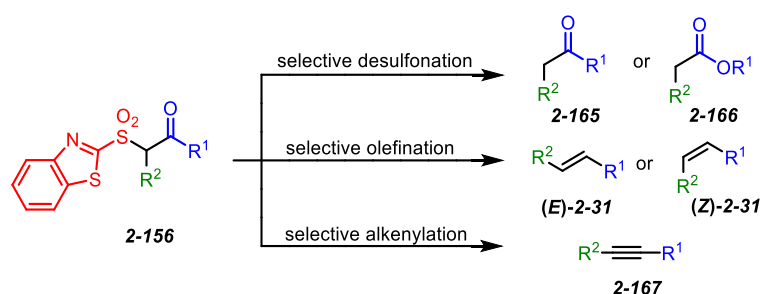 selective desulfonation
O
R¹
R²
2-165
or
O
OR¹
R²
2-166
N
S
O₂
S
O
R¹
R²
2-156
selective olefination
R²
R¹
(E)-2-31
or
R¹
R²
(Z)-2-31
selective alkenylation
R²
R¹
2-167